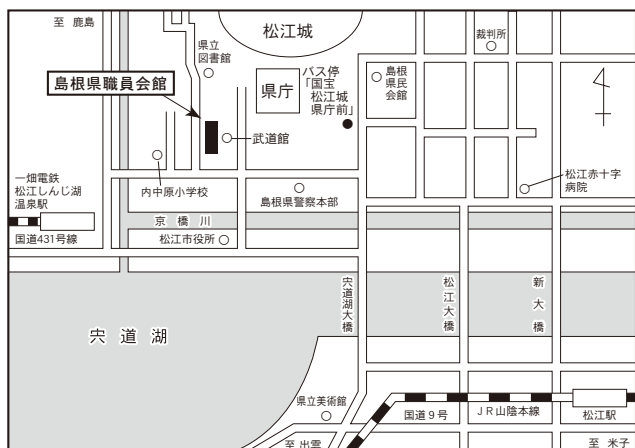 至 鹿島
松江城
裁判所
県立
図書館
バス停
「国宝
松江城
県庁前」
島根
県民
会館
県庁
島根県職員会館
武道館
一畑電鉄
松江しんじ湖
温泉駅
内中原小学校
島根県警察本部
松江赤十字
病院
京橋川
国道431号線
松江市役所
宍道湖
宍道湖大橋
松江大橋
新大橋
県立美術館
国道9号
JR山陰本線
松江駅
至 出雲
至 米子